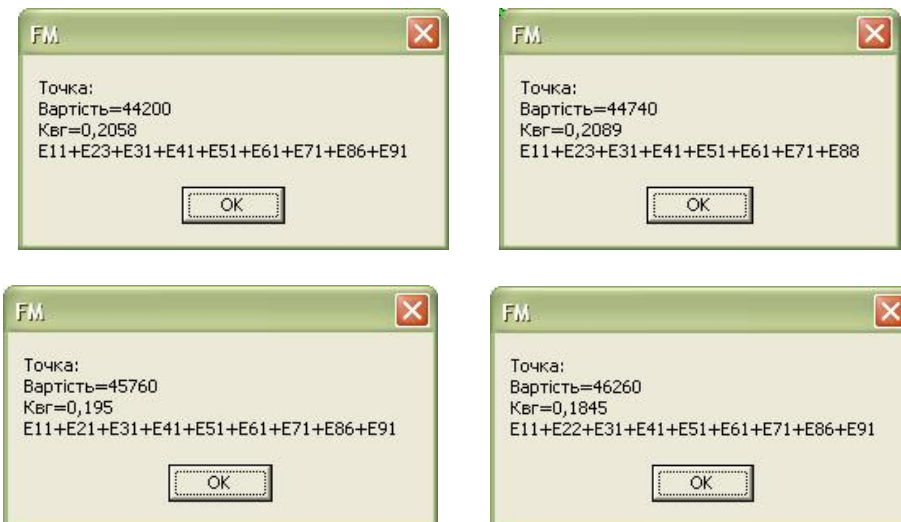 FM
Точка:
Вартість=44200
Квг=0,2058
E11+E23+E31+E41+E51+E61+E71+E86+E91
OK
FM
Точка:
Вартість=44740
Квг=0,2089
E11+E23+E31+E41+E51+E61+E71+E88
OK
FM
Точка:
Вартість=45760
Квг=0,195
E11+E21+E31+E41+E51+E61+E71+E86+E91
OK
FM
Точка:
Вартість=46260
Квг=0,1845
E11+E22+E31+E41+E51+E61+E71+E86+E91
OK